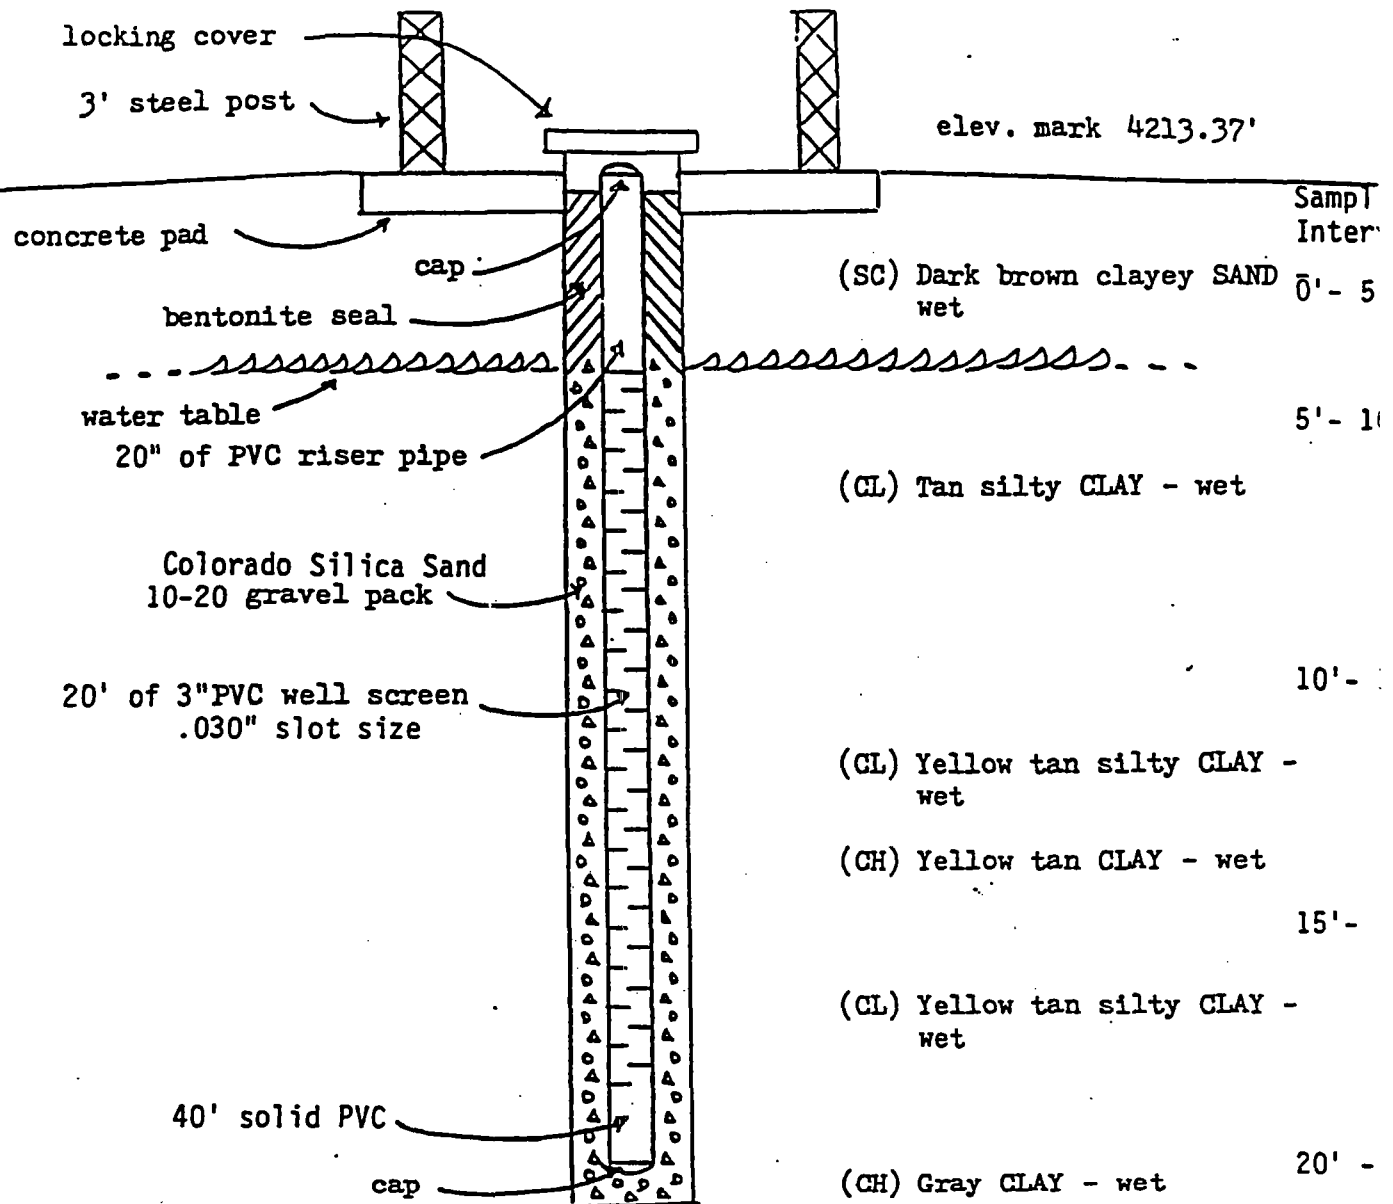 locking cover
3' steel post
elev. mark 4213.37'
concrete pad
cap
bentonite seal
water table
20" of PVC riser pipe
Colorado Silica Sand
10-20 gravel pack
20' of 3"PVC well screen
.030" slot size
40' solid PVC
cap
Sampl
Inter
(SC) Dark brown clayey SAND
wet
0'- 5
5'- 1
(CL) Tan silty CLAY - wet
10'-
(CL) Yellow tan silty CLAY -
wet
(CH) Yellow tan CLAY - wet
15'-
(CL) Yellow tan silty CLAY -
wet
20' -
(CH) Gray CLAY - wet